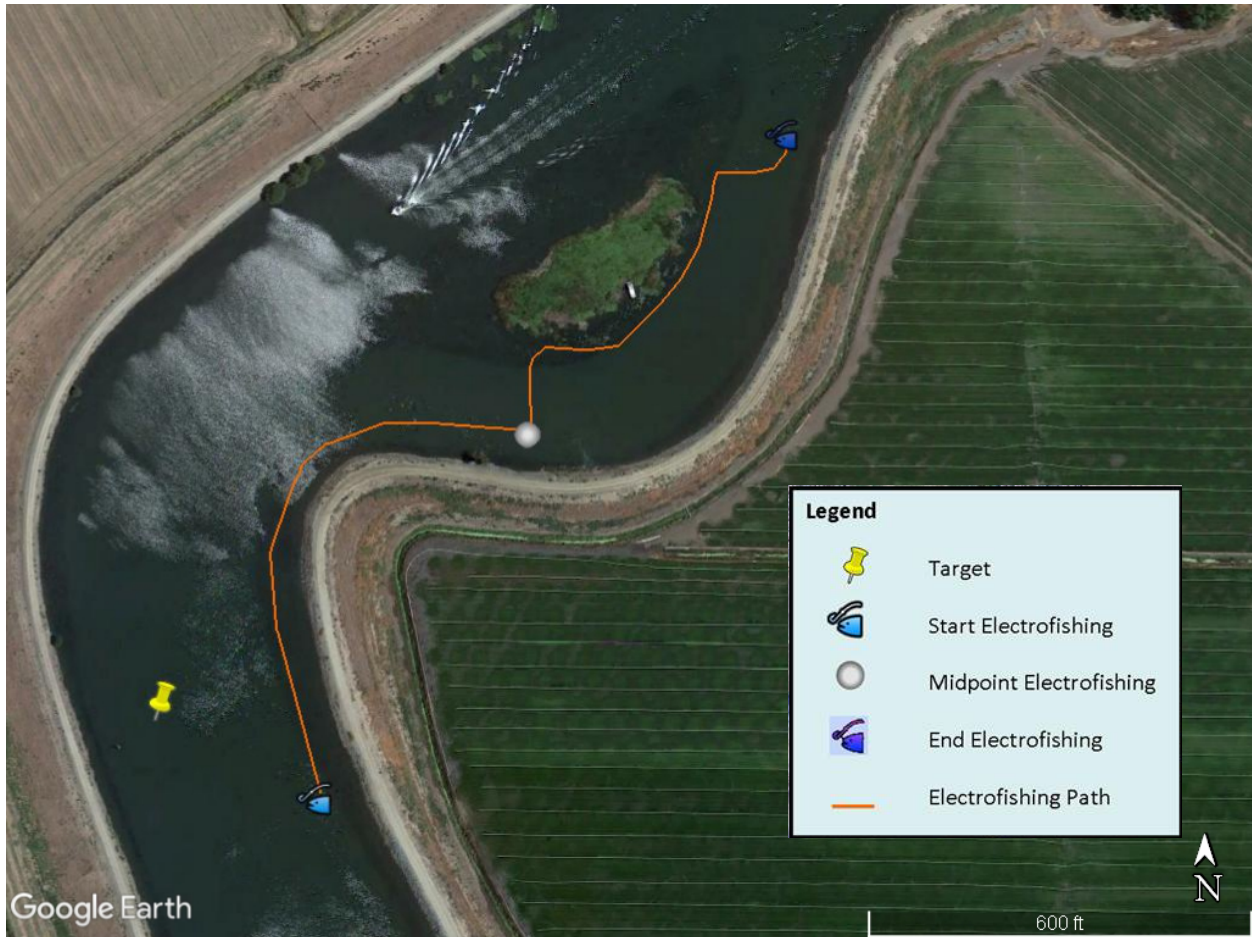 Legend
Target
Start Electrofishing
Midpoint Electrofishing
End Electrofishing
Electrofishing Path
N
Google Earth
600 ft